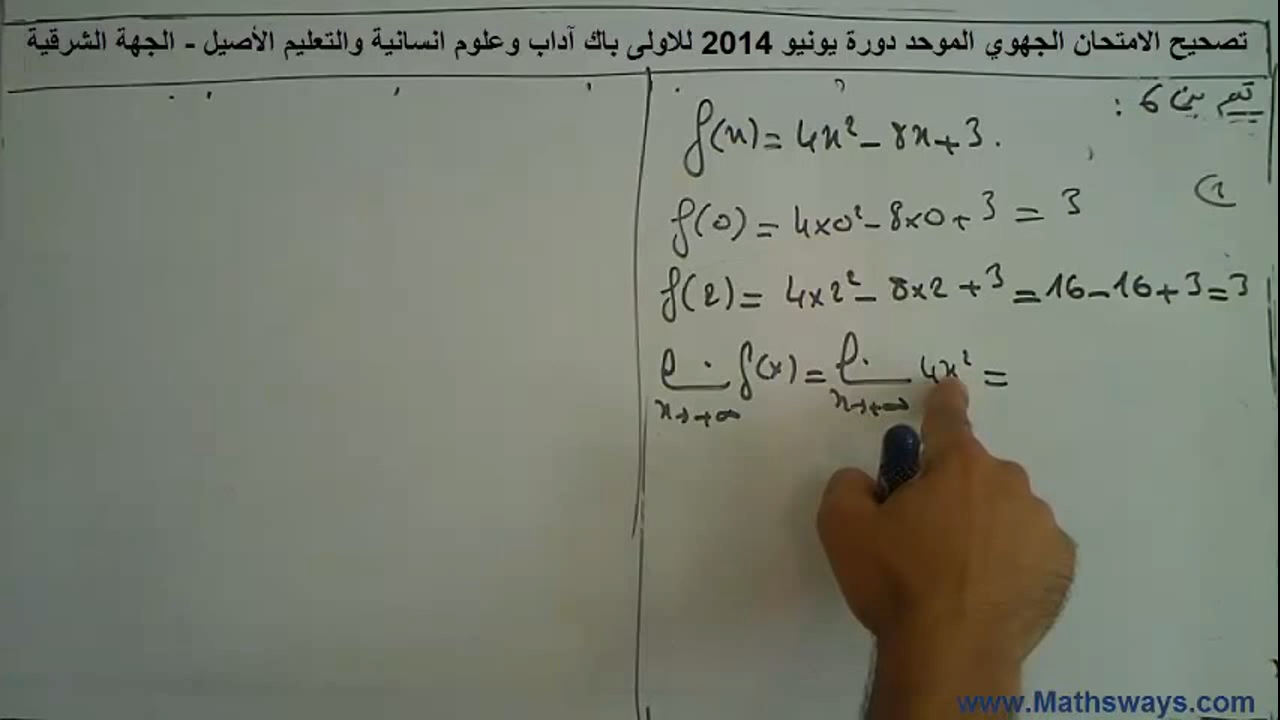 تصحيح الامتحان الجهوي الموحد دورة يونيو 2014 للاولى باك آداب وعلوم انسانية والتعليم الأصيل - الجهة الشرقية
تمرين 6 :
f(x) = 4x² - 8x + 3.
1)
f(0) = 4×0² - 8×0 + 3 = 3
f(2) = 4×2² - 8×2 + 3 = 16 - 16 + 3 = 3
lim f(x) = lim 4x² =
x→+∞ x→+∞
www.Mathsways.com